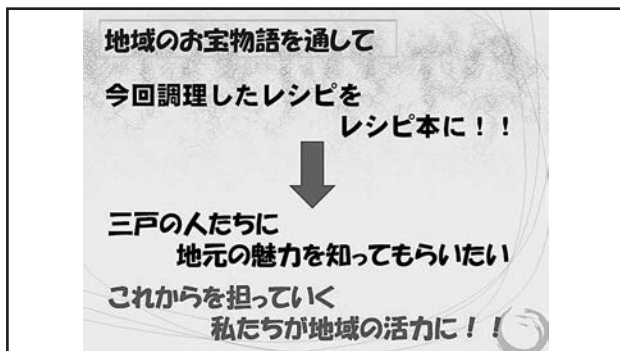 地域のお宝物語を通して
今回調理したレシピを
レシピ本に！！
三戸の人たちに
地元の魅力を知ってもらいたい
これからを担っていく
私たちが地域の活力に！！